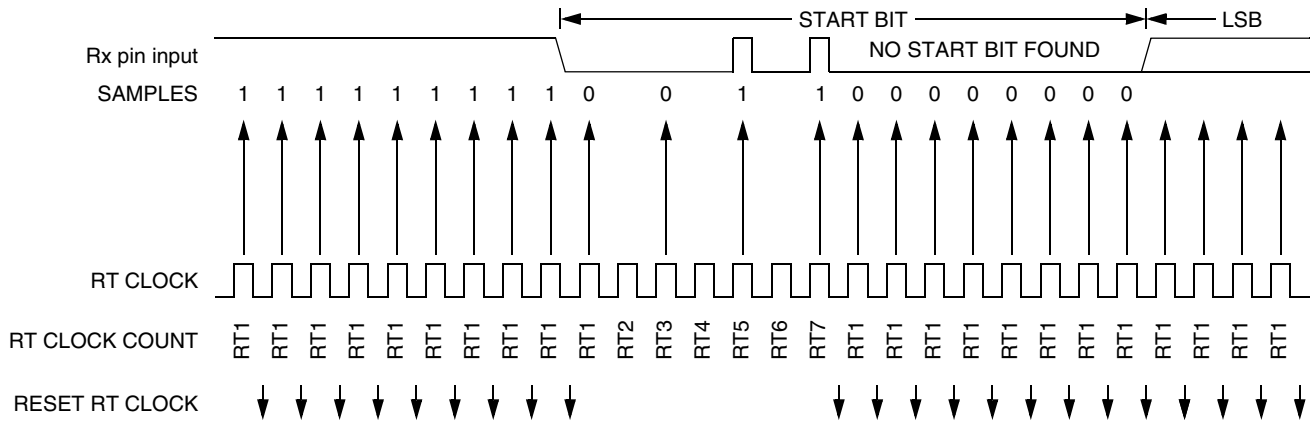 START BIT
LSB
Rx pin input
NO START BIT FOUND
SAMPLES 1 1 1 1 1 1 1 1 1 0 0 1 1 0 0 0 0 0 0 0 0
RT CLOCK
RT CLOCK COUNT RT1 RT1 RT1 RT1 RT1 RT1 RT1 RT1 RT1 RT1 RT2 RT3 RT4 RT5 RT6 RT7 RT1 RT1 RT1 RT1 RT1 RT1 RT1 RT1 RT1 RT1 RT1 RT1
RESET RT CLOCK